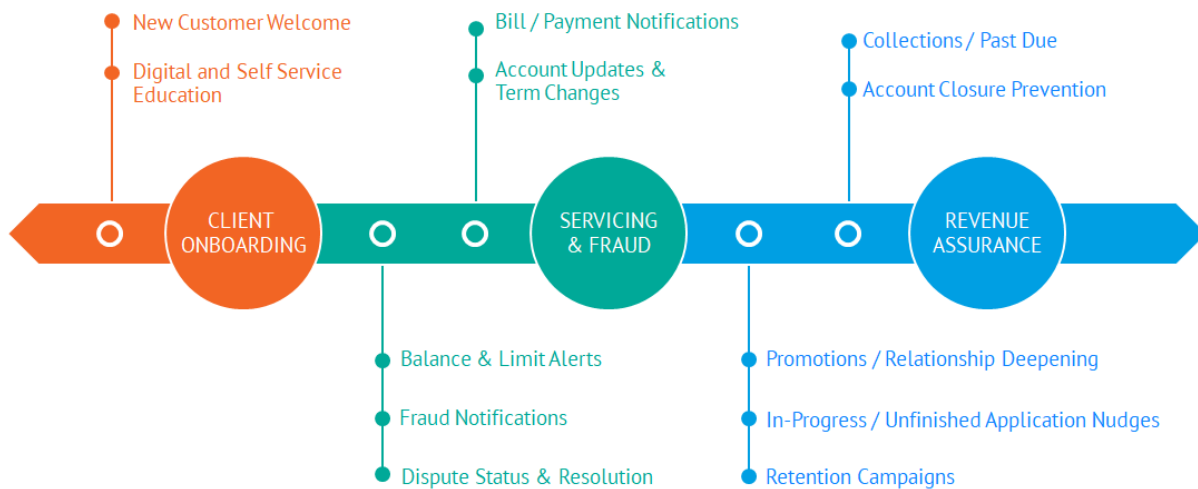 New Customer Welcome
Digital and Self Service
Education
Bill / Payment Notifications
Account Updates &
Term Changes
Collections / Past Due
Account Closure Prevention
CLIENT
ONBOARDING
SERVICING
& FRAUD
REVENUE
ASSURANCE
Balance & Limit Alerts
Fraud Notifications
Dispute Status & Resolution
Promotions / Relationship Deepening
In-Progress / Unfinished Application Nudges
Retention Campaigns